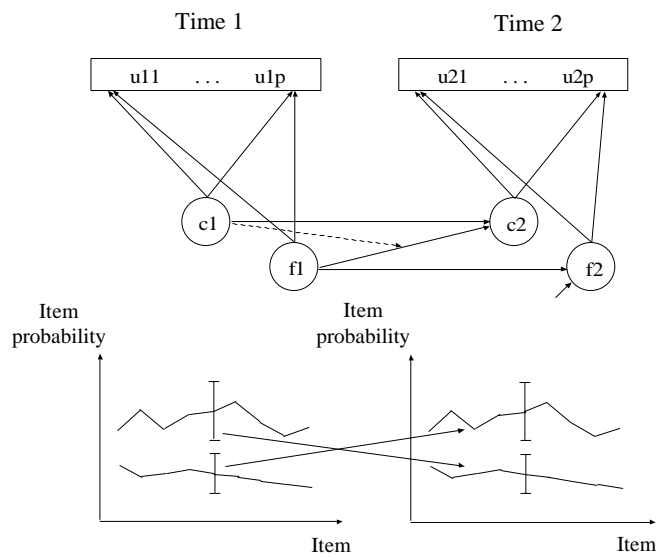 Time 1
Time 2
u11 . . . u1p
u21 . . . u2p
c1
c2
f1
f2
Item
probability
Item
probability
Item
Item